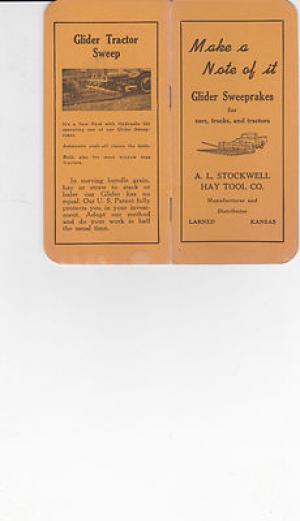 Glider Tractor
Sweep
It's a New Ford with Hydraulic lift
operating one of our Glider Sweep-
rakes.
Automatic push-off cleans the teeth.
Built also for most tricycle type
tractors.
In moving bundle grain,
hay or straw to stack or
baler our Glider has no
equal. Our U. S. Patent fully
protects you in your invest-
ment. Adopt our method
and do your work in half
the usual time.
Make a
Note of it
Glider Sweeprakes
for
cars, trucks, and tractors
A. L. STOCKWELL
HAY TOOL CO.
Manufacturer and
Distributor
LARNED KANSAS